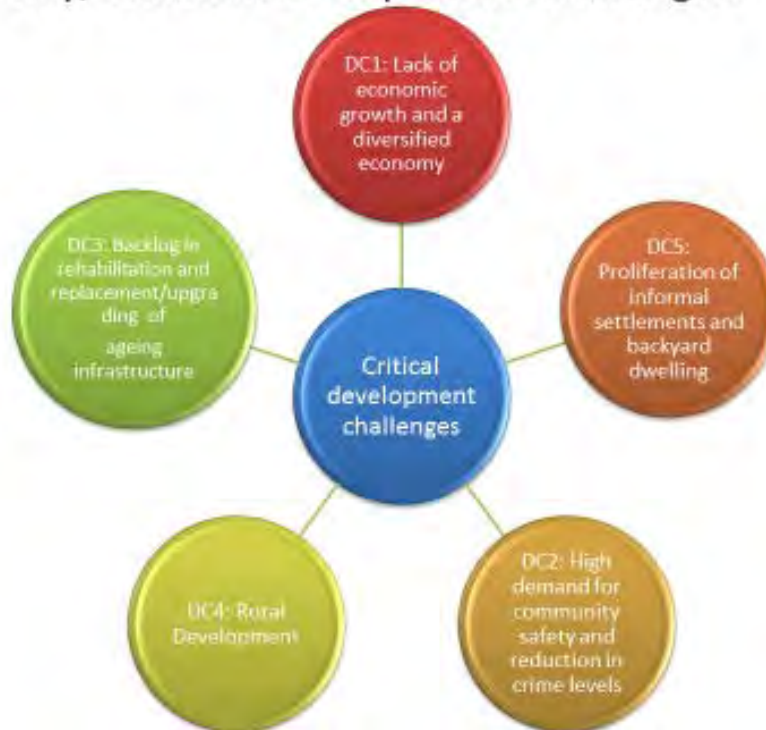 DC1: Lack of
economic
growth and a
diversified
economy
DC5:
Proliferation of
informal
settlements and
backyard
dwelling
DC3: Backlog in
rehabilitation and
replacement/upgra
ding of
ageing
infrastructure
Critical
development
challenges
DC2: High
demand for
community
safety and
reduction in
crime levels
DC4: Rural
Development